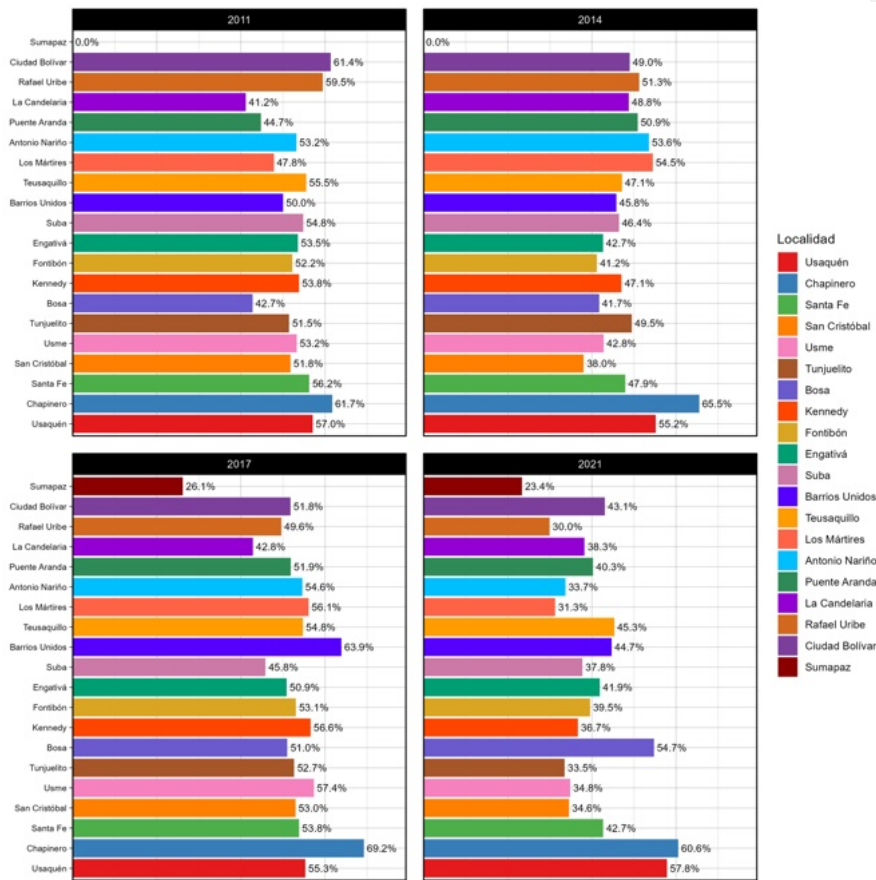 2011
2014
Sumapaz 0.0% 0.0%
Ciudad Bolívar 61.4% 49.0%
Rafael Uribe 59.5% 51.3%
La Candelaria 41.2% 48.8%
Puente Aranda 44.7% 50.9%
Antonio Nariño 53.2% 53.6%
Los Mártires 47.8% 54.5%
Teusaquillo 55.5% 47.1%
Barrios Unidos 50.0% 45.8%
Suba 54.8% 46.4%
Engativá 53.5% 42.7%
Fontibón 52.2% 41.2%
Kennedy 53.8% 47.1%
Bosa 42.7% 41.7%
Tunjuelito 51.5% 49.5%
Usme 53.2% 42.8%
San Cristóbal 51.8% 38.0%
Santa Fe 56.2% 47.9%
Chapinero 61.7% 65.5%
Usaquén 57.0% 55.2%
2017
2021
Sumapaz 26.1% 23.4%
Ciudad Bolívar 51.8% 43.1%
Rafael Uribe 49.6% 30.0%
La Candelaria 42.8% 38.3%
Puente Aranda 51.9% 40.3%
Antonio Nariño 54.6% 33.7%
Los Mártires 56.1% 31.3%
Teusaquillo 54.8% 45.3%
Barrios Unidos 63.9% 44.7%
Suba 45.8% 37.8%
Engativá 50.9% 41.9%
Fontibón 53.1% 39.5%
Kennedy 56.6% 36.7%
Bosa 51.0% 54.7%
Tunjuelito 52.7% 33.5%
Usme 57.4% 34.8%
San Cristóbal 53.0% 34.6%
Santa Fe 53.8% 42.7%
Chapinero 69.2% 60.6%
Usaquén 55.3% 57.8%
Localidad
Usaquén
Chapinero
Santa Fe
San Cristóbal
Usme
Tunjuelito
Bosa
Kennedy
Fontibón
Engativá
Suba
Barrios Unidos
Teusaquillo
Los Mártires
Antonio Nariño
Puente Aranda
La Candelaria
Rafael Uribe
Ciudad Bolívar
Sumapaz